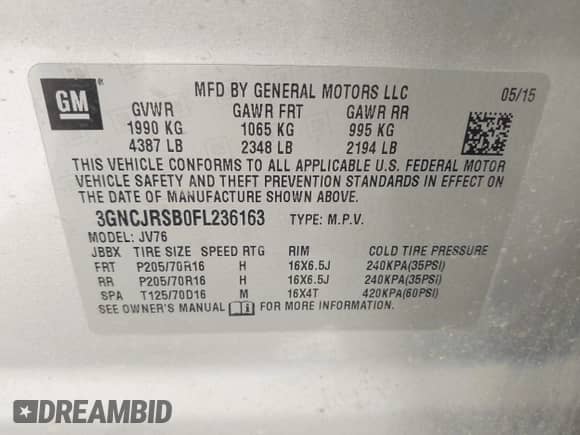 GM
MFD BY GENERAL MOTORS LLC 05/15
GVWR GAWR FRT GAWR RR
1990 KG 1065 KG 995 KG
4387 LB 2348 LB 2194 LB
THIS VEHICLE CONFORMS TO ALL APPLICABLE U.S. FEDERAL MOTOR
VEHICLE SAFETY AND THEFT PREVENTION STANDARDS IN EFFECT ON
THE DATE OF MANUFACTURE SHOWN ABOVE.
3GNCJRSB0FL236163 TYPE: M.P.V.
MODEL: JV76
JBBX TIRE SIZE SPEED RTG RIM COLD TIRE PRESSURE
FRT P205/70R16 H 16X6.5J 240KPA(35PSI)
RR P205/70R16 H 16X6.5J 240KPA(35PSI)
SPA T125/70D16 M 16X4T 420KPA(60PSI)
SEE OWNER'S MANUAL FOR MORE INFORMATION.
DREAMBID